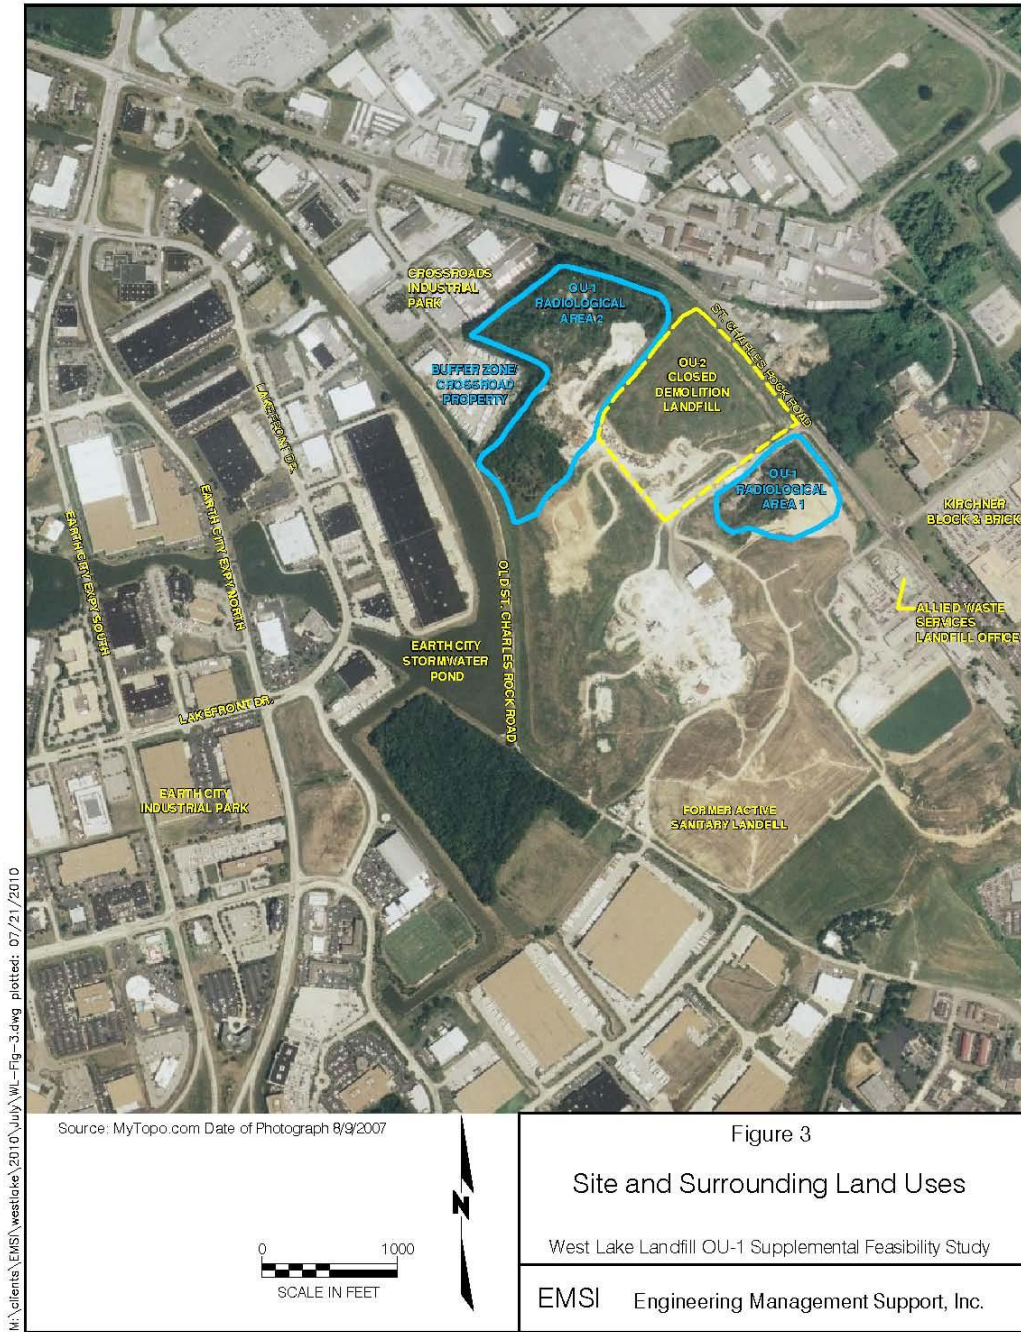 CROSSROADS
INDUSTRIAL
PARK
OU-1
RADIOLOGICAL
AREA 2
ST. CHARLES ROCK ROAD
BUFFER ZONE/
CROSSROAD
PROPERTY
OU-2
CLOSED
DEMOLITION
LANDFILL
LAKEFRONT DR.
OU-1
RADIOLOGICAL
AREA 1
KIRCHNER
BLOCK & BRICK
EARTH CITY EXPY SOUTH
EARTH CITY EXPY NORTH
OLD ST. CHARLES ROCK ROAD
ALLIED WASTE
SERVICES
LANDFILL OFFICE
EARTH CITY
STORMWATER
POND
LAKEFRONT DR.
EARTH CITY
INDUSTRIAL PARK
FORMER ACTIVE
SANITARY LANDFILL
M:\clients\EMSI\westlake\2010\July\WL-Fig-3.dwg plotted: 07/21/2010
Source: MyTopo.com Date of Photograph 8/9/2007
N
0 1000
SCALE IN FEET
Figure 3
Site and Surrounding Land Uses
West Lake Landfill OU-1 Supplemental Feasibility Study
EMSI Engineering Management Support, Inc.